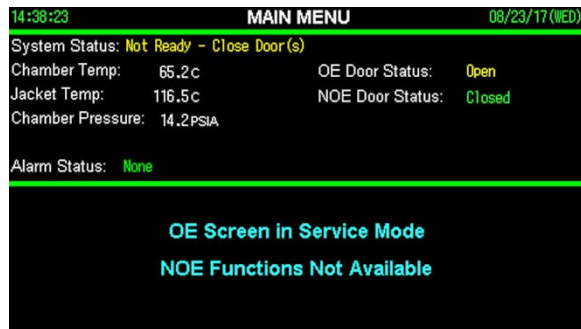 14:38:23 MAIN MENU 08/23/17(WED)
System Status: Not Ready - Close Door(s)
Chamber Temp: 65.2C OE Door Status: Open
Jacket Temp: 116.5C NOE Door Status: Closed
Chamber Pressure: 14.2PSIA
Alarm Status: None
OE Screen in Service Mode
NOE Functions Not Available